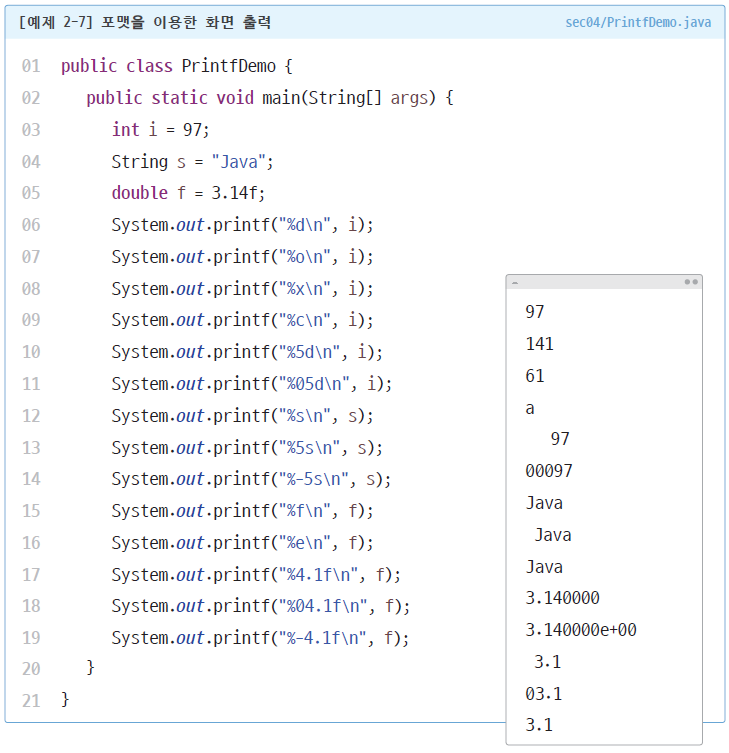 [예제 2-7] 포맷을 이용한 화면 출력 sec04/PrintfDemo.java
01 public class PrintfDemo {
02    public static void main(String[] args) {
03       int i = 97;
04       String s = "Java";
05       double f = 3.14f;
06       System.out.printf("%d\n", i);
07       System.out.printf("%o\n", i);
08       System.out.printf("%x\n", i);
09       System.out.printf("%c\n", i);
10       System.out.printf("%5d\n", i);
11       System.out.printf("%05d\n", i);
12       System.out.printf("%s\n", s);
13       System.out.printf("%5s\n", s);
14       System.out.printf("%-5s\n", s);
15       System.out.printf("%f\n", f);
16       System.out.printf("%e\n", f);
17       System.out.printf("%4.1f\n", f);
18       System.out.printf("%04.1f\n", f);
19       System.out.printf("%-4.1f\n", f);
20    }
21 }
97
141
61
a
   97
00097
Java
 Java
Java
3.140000
3.140000e+00
 3.1
03.1
3.1